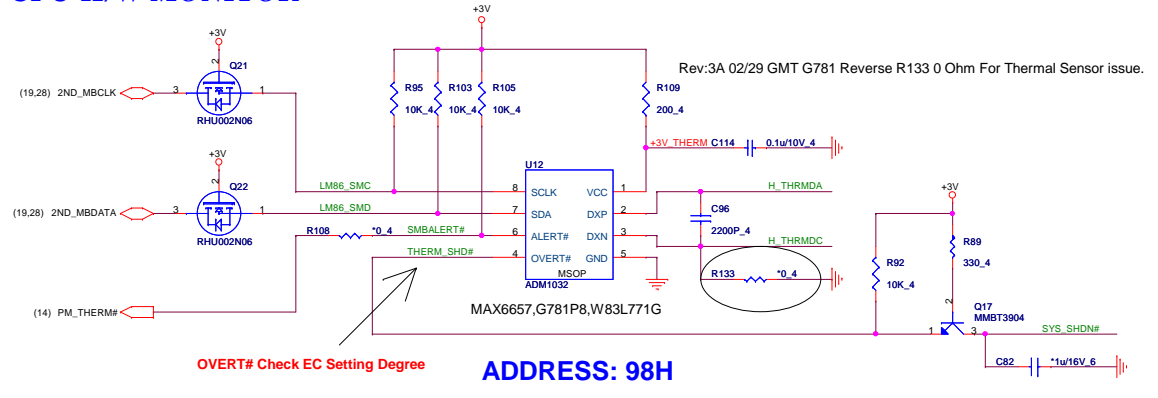 +3V
+3V
Q21
Rev:3A 02/29 GMT G781 Reverse R133 0 Ohm For Thermal Sensor issue.
2
(19,28) 2ND_MBCLK
3
1
R95
R103
R105
R109
10K_4
10K_4
10K_4
200_4
RHU002N06
+3V_THERM
C114
0.1u/10V_4
+3V
Q22
2
U12
LM86_SMC
8
SCLK
VCC
1
H_THRMDA
+3V
(19,28) 2ND_MBDATA
3
1
LM86_SMD
7
SDA
DXP
2
C96
2200P_4
R108
*0_4
SMBALERT#
6
ALERT#
DXN
3
H_THRMDC
RHU002N06
THERM_SHD#
4
OVERT#
GND
5
R89
330_4
MSOP
ADM1032
R133
*0_4
R92
10K_4
(14) PM_THERM#
MAX6657,G781P8,W83L771G
2
Q17
MMBT3904
1
3
SYS_SHDN#
OVERT# Check EC Setting Degree
ADDRESS: 98H
C82
*1u/16V_6